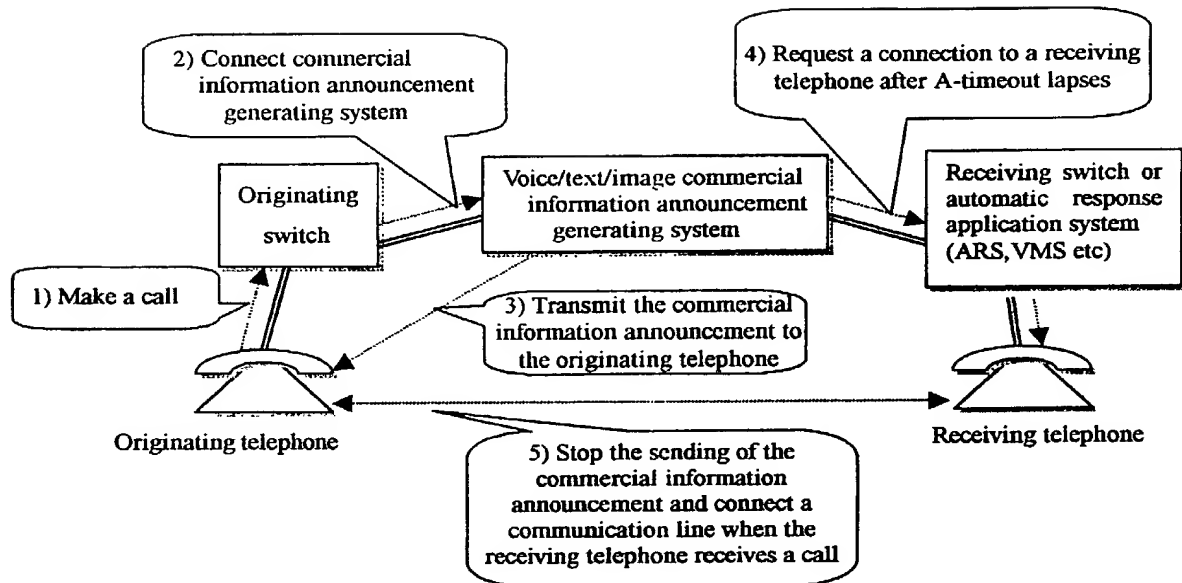 2) Connect commercial
information announcement
generating system
4) Request a connection to a receiving
telephone after A-timeout lapses
Originating
switch
Voice/text/image commercial
information announcement
generating system
Receiving switch or
automatic response
application system
(ARS,VMS etc)
1) Make a call
3) Transmit the commercial
information announcement to
the originating telephone
Originating telephone
Receiving telephone
5) Stop the sending of the
commercial information
announcement and connect a
communication line when the
receiving telephone receives a call